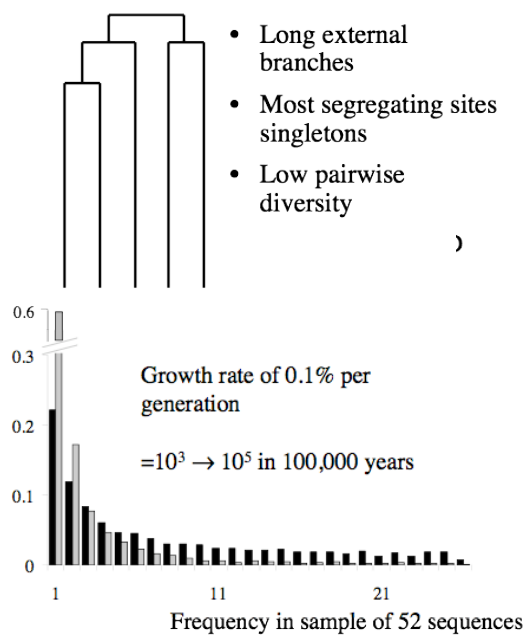 • Long external
branches
• Most segregating sites
singletons
• Low pairwise
diversity
0.6
0.3
Growth rate of 0.1% per
generation
0.2
=10³ → 10⁵ in 100,000 years
0.1
0
1 11 21
Frequency in sample of 52 sequences